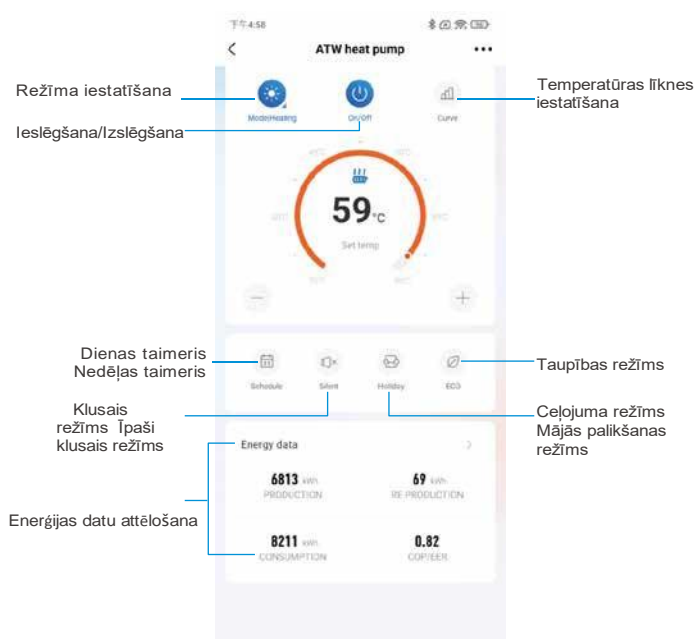 下午4:58
ATW heat pump
Režīma iestatīšana
Temperatūras līknes
iestatīšana
Mode|Heating
On/Off
Curve
Ieslēgšana/Izslēgšana
59°C
Set temp
Dienas taimeris
Nedēļas taimeris
Taupības režīms
Schedule
Silent
Holiday
ECO
Klusais
režīms Īpaši
klusais režīms
Ceļojuma režīms
Mājās palikšanas
režīms
Energy data
6813 kWh
PRODUCTION
69 kWh
RE PRODUCTION
Enerģijas datu attēlošana
8211 kWh
CONSUMPTION
0.82
COP/EER